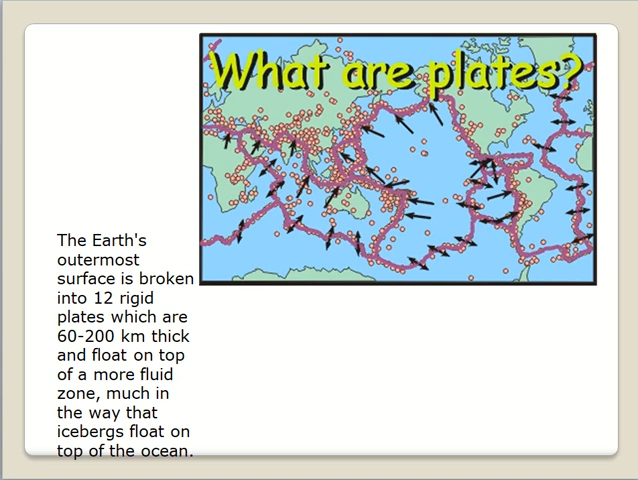 What are plates?
The Earth's
outermost
surface is broken
into 12 rigid
plates which are
60-200 km thick
and float on top
of a more fluid
zone, much in
the way that
icebergs float on
top of the ocean.